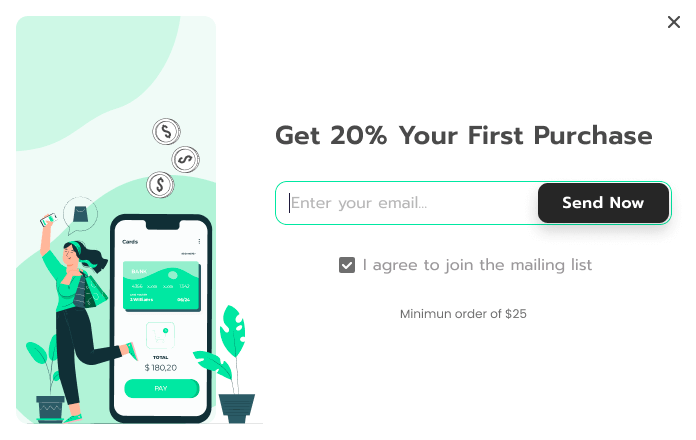 Get 20% Your First Purchase
Enter your email...
Send Now
I agree to join the mailing list
Minimun order of $25
Cards
BANK
TOTAL
$ 180,20
PAY